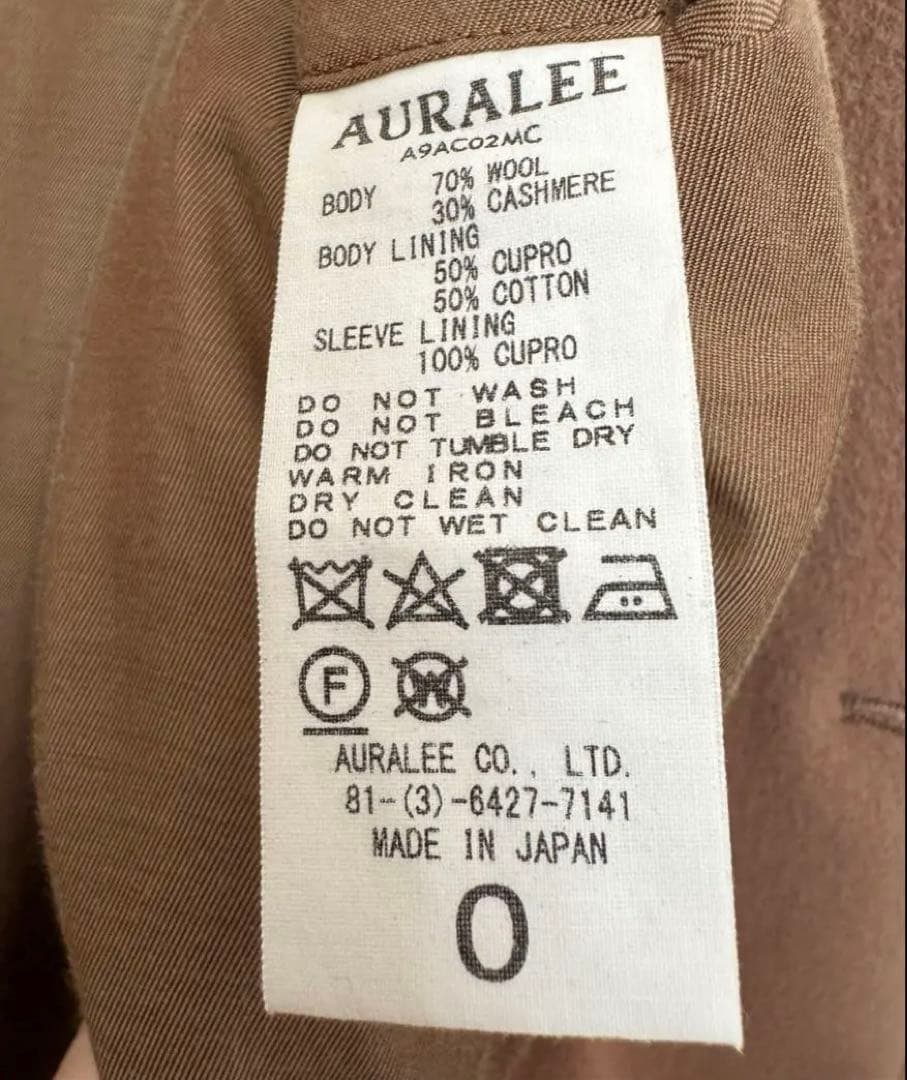 AURALEE
A9AC02MC
BODY 70% WOOL
30% CASHMERE
BODY LINING
50% CUPRO
50% COTTON
SLEEVE LINING
100% CUPRO
DO NOT WASH
DO NOT BLEACH
DO NOT TUMBLE DRY
WARM IRON
DRY CLEAN
DO NOT WET CLEAN
F W
AURALEE CO., LTD.
81-(3)-6427-7141
MADE IN JAPAN
0